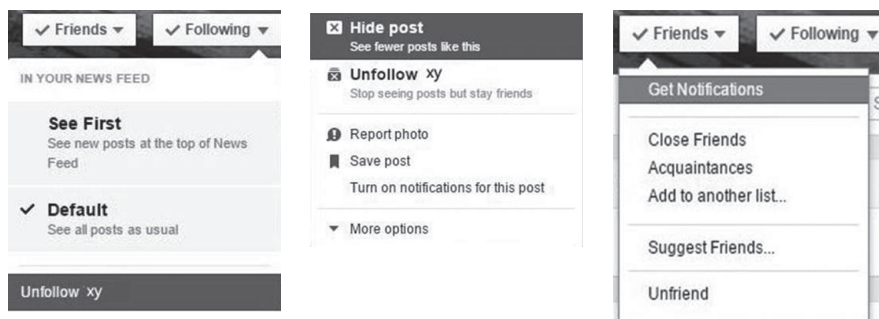 Friends
Following
IN YOUR NEWS FEED
See First
See new posts at the top of News
Feed
Default
See all posts as usual
Unfollow xy
Hide post
See fewer posts like this
Unfollow xy
Stop seeing posts but stay friends
Report photo
Save post
Turn on notifications for this post
More options
Friends
Following
Get Notifications
Close Friends
Acquaintances
Add to another list...
Suggest Friends...
Unfriend